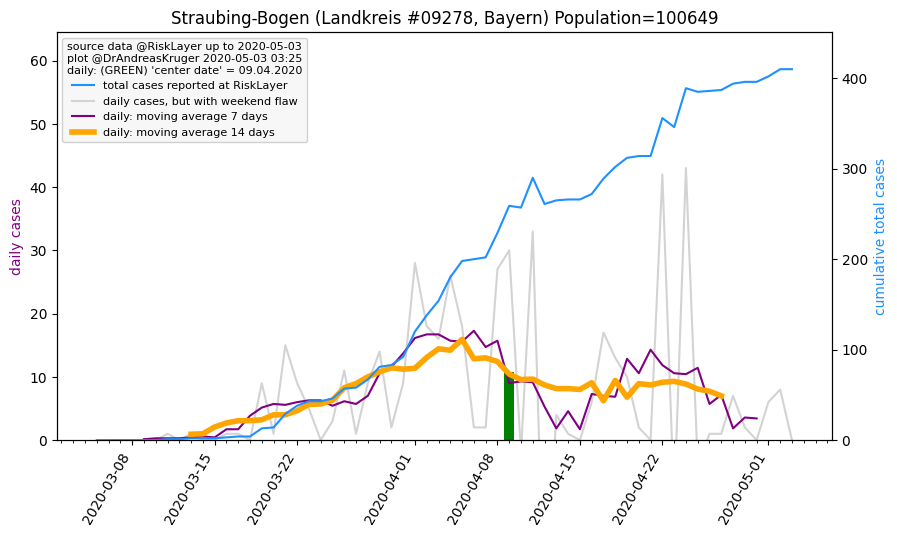 Straubing-Bogen (Landkreis #09278, Bayern) Population=100649
source data @RiskLayer up to 2020-05-03
plot @DrAndreasKruger 2020-05-03 03:25
daily: (GREEN) 'center date' = 09.04.2020
total cases reported at RiskLayer
daily cases, but with weekend flaw
daily: moving average 7 days
daily: moving average 14 days
daily cases
60
50
40
30
20
10
0
cumulative total cases
400
300
200
100
0
2020-03-08
2020-03-15
2020-03-22
2020-04-01
2020-04-08
2020-04-15
2020-04-22
2020-05-01